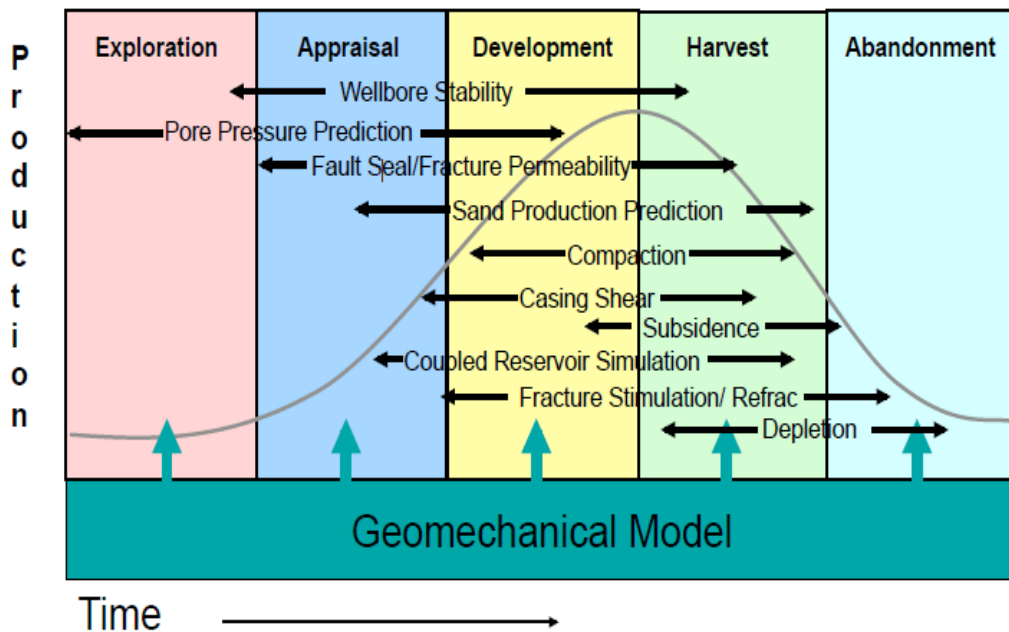 Production
Exploration
Appraisal
Development
Harvest
Abandonment
Wellbore Stability
Pore Pressure Prediction
Fault Seal/Fracture Permeability
Sand Production Prediction
Compaction
Casing Shear
Subsidence
Coupled Reservoir Simulation
Fracture Stimulation/ Refrac
Depletion
Geomechanical Model
Time